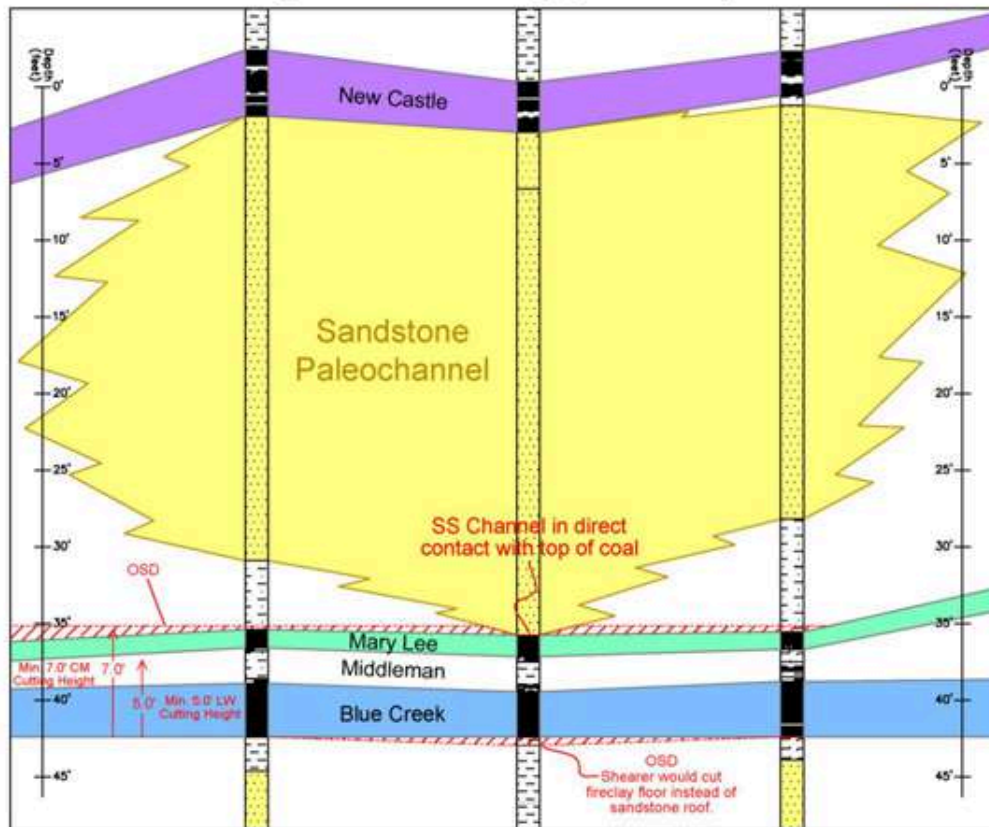 Depth
(feet)
0'
5'
10'
15'
20'
25'
30'
35'
40'
45'
New Castle
Sandstone
Paleochannel
SS Channel in direct
contact with top of coal
OSD
Mary Lee
Middleman
Blue Creek
Min. 7.0' CM
Cutting Height
7.0'
5.0'
Min. 5.0' LW
Cutting Height
OSD
Shearer would cut
fireclay floor instead of
sandstone roof.
Depth
(feet)
0'
5'
10'
15'
20'
25'
30'
35'
40'
45'